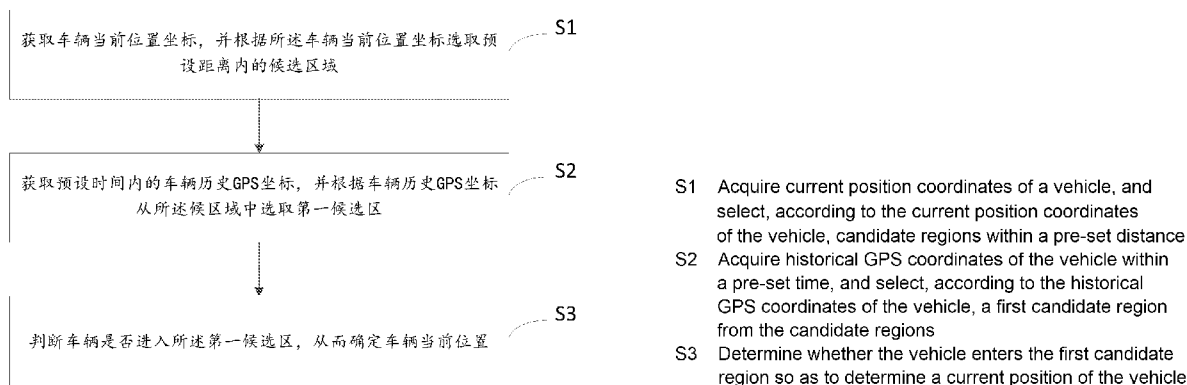 获取车辆当前位置坐标，并根据所述车辆当前位置坐标选取预
设距离内的候选区域
S1
获取预设时间内的车辆历史GPS坐标，并根据车辆历史GPS坐标
从所述候区域中选取第一候选区
S2
判断车辆是否进入所述第一候选区，从而确定车辆当前位置
S3
S1 Acquire current position coordinates of a vehicle, and
select, according to the current position coordinates
of the vehicle, candidate regions within a pre-set distance
S2 Acquire historical GPS coordinates of the vehicle within
a pre-set time, and select, according to the historical
GPS coordinates of the vehicle, a first candidate region
from the candidate regions
S3 Determine whether the vehicle enters the first candidate
region so as to determine a current position of the vehicle